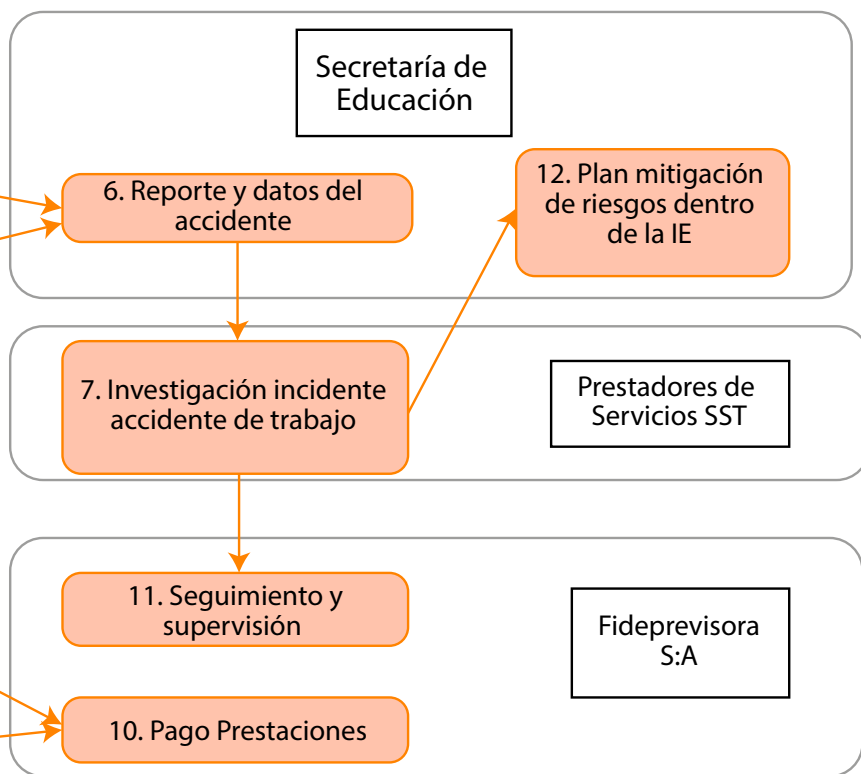 Secretaría de
Educación
6. Reporte y datos del
accidente
12. Plan mitigación
de riesgos dentro
de la IE
7. Investigación incidente
accidente de trabajo
Prestadores de
Servicios SST
11. Seguimiento y
supervisión
Fideprevisora
S:A
10. Pago Prestaciones